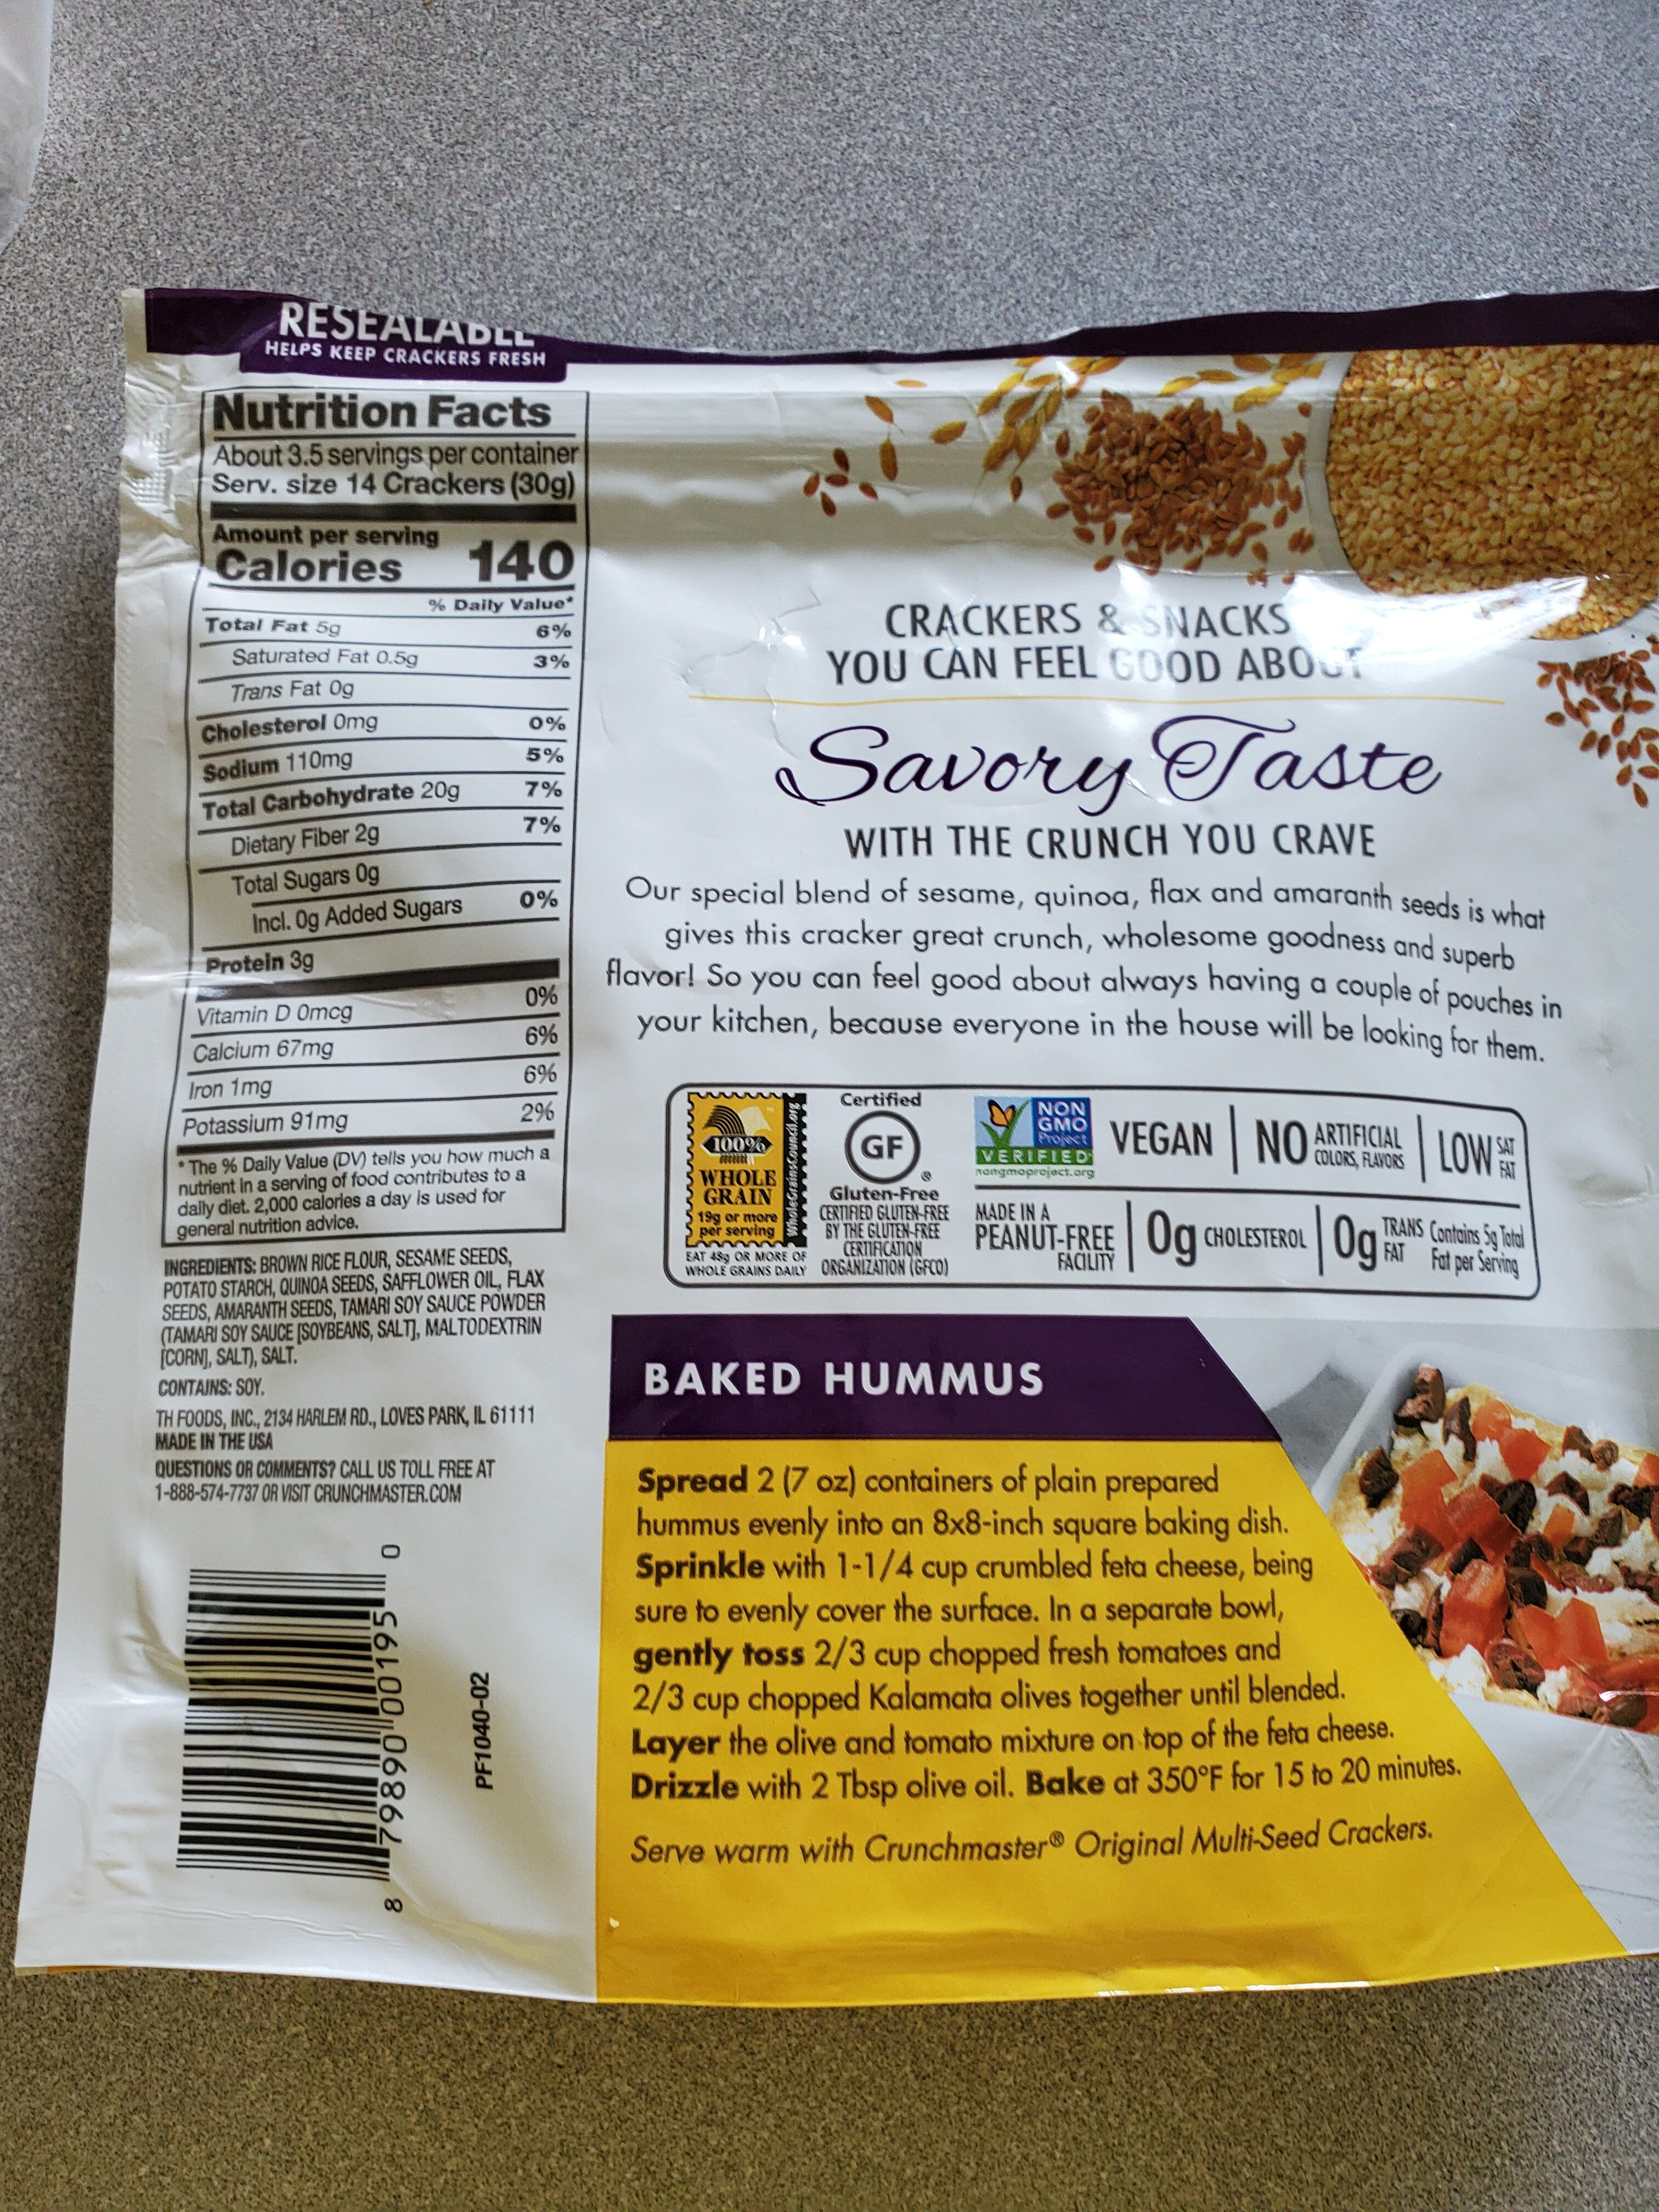 RESEALABLE
HELPS KEEP CRACKERS FRESH
Nutrition Facts
About 3.5 servings per container
Serv. size 14 Crackers (30g)
Amount per serving
Calories 140
% Daily Value*
Total Fat 5g 6%
Saturated Fat 0.5g 3%
Trans Fat 0g
Cholesterol 0mg 0%
Sodium 110mg 5%
Total Carbohydrate 20g 7%
Dietary Fiber 2g 7%
Total Sugars 0g
Incl. 0g Added Sugars 0%
Protein 3g
Vitamin D 0mcg 0%
Calcium 67mg 6%
Iron 1mg 6%
Potassium 91mg 2%
* The % Daily Value (DV) tells you how much a
nutrient in a serving of food contributes to a
daily diet. 2,000 calories a day is used for
general nutrition advice.
INGREDIENTS: BROWN RICE FLOUR, SESAME SEEDS,
POTATO STARCH, QUINOA SEEDS, SAFFLOWER OIL, FLAX
SEEDS, AMARANTH SEEDS, TAMARI SOY SAUCE POWDER
(TAMARI SOY SAUCE [SOYBEANS, SALT], MALTODEXTRIN
[CORN], SALT), SALT.
CONTAINS: SOY.
TH FOODS, INC., 2134 HARLEM RD., LOVES PARK, IL 61111
MADE IN THE USA
QUESTIONS OR COMMENTS? CALL US TOLL FREE AT
1-888-574-7737 OR VISIT CRUNCHMASTER.COM
8 79890 00195 0
PF1040-02
CRACKERS & SNACKS
YOU CAN FEEL GOOD ABOUT
Savory Taste
WITH THE CRUNCH YOU CRAVE
Our special blend of sesame, quinoa, flax and amaranth seeds is what
gives this cracker great crunch, wholesome goodness and superb
flavor! So you can feel good about always having a couple of pouches in
your kitchen, because everyone in the house will be looking for them.
100%
WHOLE
GRAIN
19g or more
per serving
WholeGrainsCouncil.org
EAT 48g OR MORE OF
WHOLE GRAINS DAILY
Certified
GF
®
Gluten-Free
CERTIFIED GLUTEN-FREE
BY THE GLUTEN-FREE
CERTIFICATION
ORGANIZATION (GFCO)
NON
GMO
Project
VERIFIED
nongmoproject.org
VEGAN
NO ARTIFICIAL
COLORS, FLAVORS
LOW SAT
FAT
MADE IN A
PEANUT-FREE
FACILITY
0g CHOLESTEROL
0g TRANS
FAT
Contains 5g Total
Fat per Serving
BAKED HUMMUS
Spread 2 (7 oz) containers of plain prepared
hummus evenly into an 8x8-inch square baking dish.
Sprinkle with 1-1/4 cup crumbled feta cheese, being
sure to evenly cover the surface. In a separate bowl,
gently toss 2/3 cup chopped fresh tomatoes and
2/3 cup chopped Kalamata olives together until blended.
Layer the olive and tomato mixture on top of the feta cheese.
Drizzle with 2 Tbsp olive oil. Bake at 350°F for 15 to 20 minutes.
Serve warm with Crunchmaster® Original Multi-Seed Crackers.